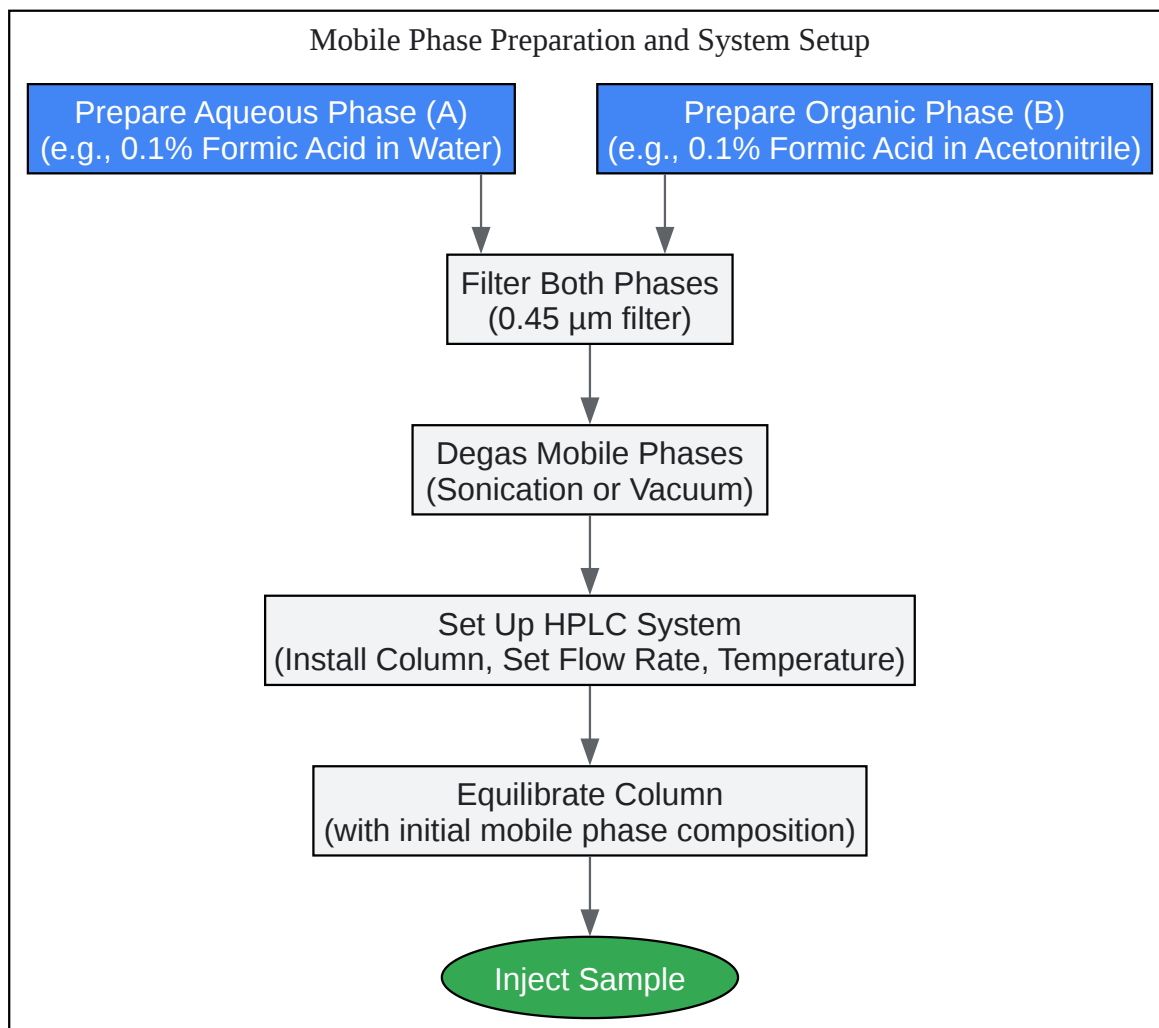 Mobile Phase Preparation and System Setup
Prepare Aqueous Phase (A)
(e.g., 0.1% Formic Acid in Water)
Prepare Organic Phase (B)
(e.g., 0.1% Formic Acid in Acetonitrile)
Filter Both Phases
(0.45 µm filter)
Degas Mobile Phases
(Sonication or Vacuum)
Set Up HPLC System
(Install Column, Set Flow Rate, Temperature)
Equilibrate Column
(with initial mobile phase composition)
Inject Sample